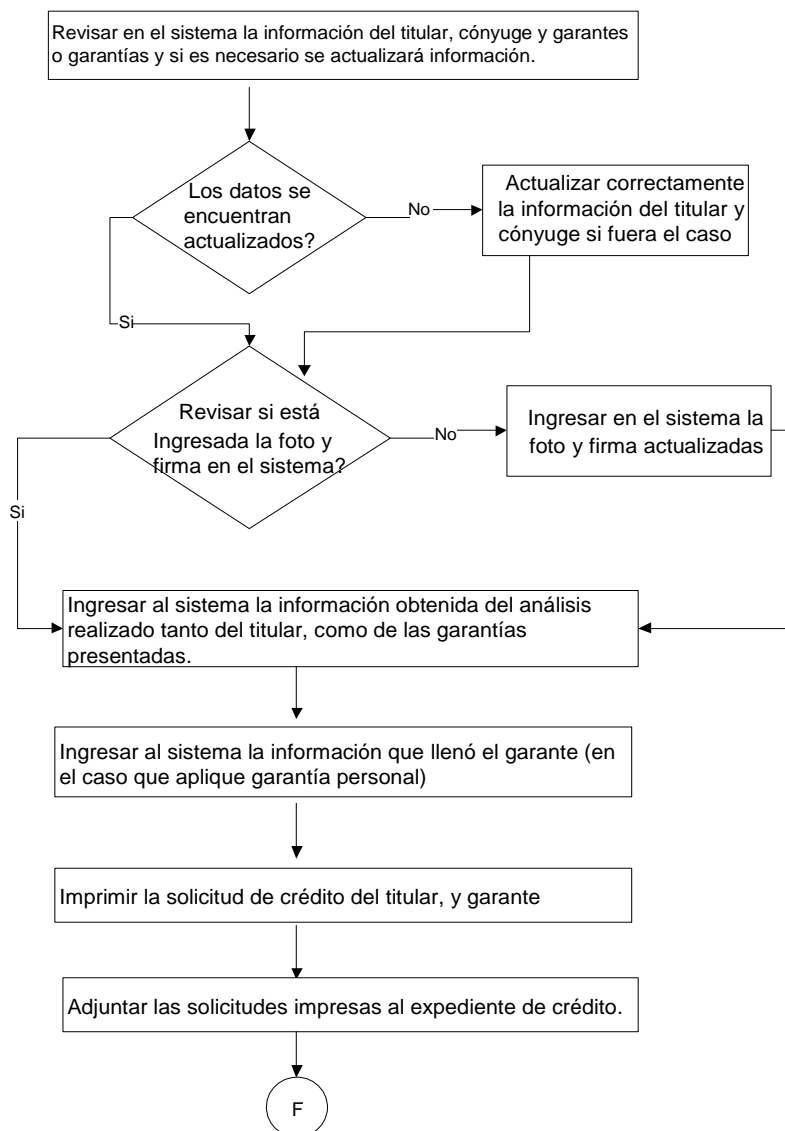 Revisar en el sistema la información del titular, cónyuge y garantes
o garantías y si es necesario se actualizará información.
Los datos se
encuentran
actualizados?
No
Actualizar correctamente
la información del titular y
cónyuge si fuera el caso
Si
Revisar si está
Ingresada la foto y
firma en el sistema?
No
Ingresar en el sistema la
foto y firma actualizadas
Si
Ingresar al sistema la información obtenida del análisis
realizado tanto del titular, como de las garantías
presentadas.
Ingresar al sistema la información que llenó el garante (en
el caso que aplique garantía personal)
Imprimir la solicitud de crédito del titular, y garante
Adjuntar las solicitudes impresas al expediente de crédito.
F